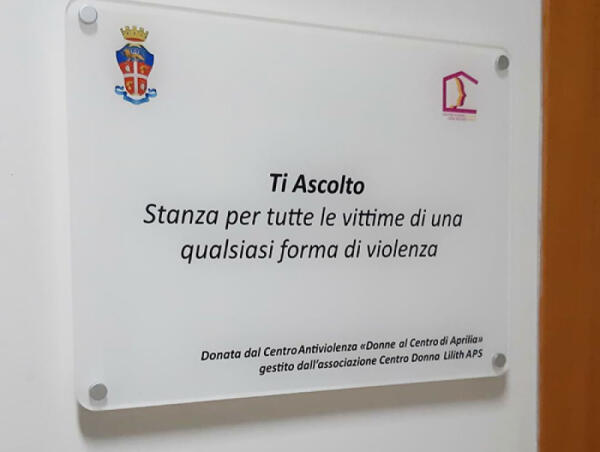 Ti Ascolto
Stanza per tutte le vittime di una
qualsiasi forma di violenza
Donata dal Centro Antiviolenza «Donne al Centro di Aprilia»
gestito dall'associazione Centro Donna Lilith APS